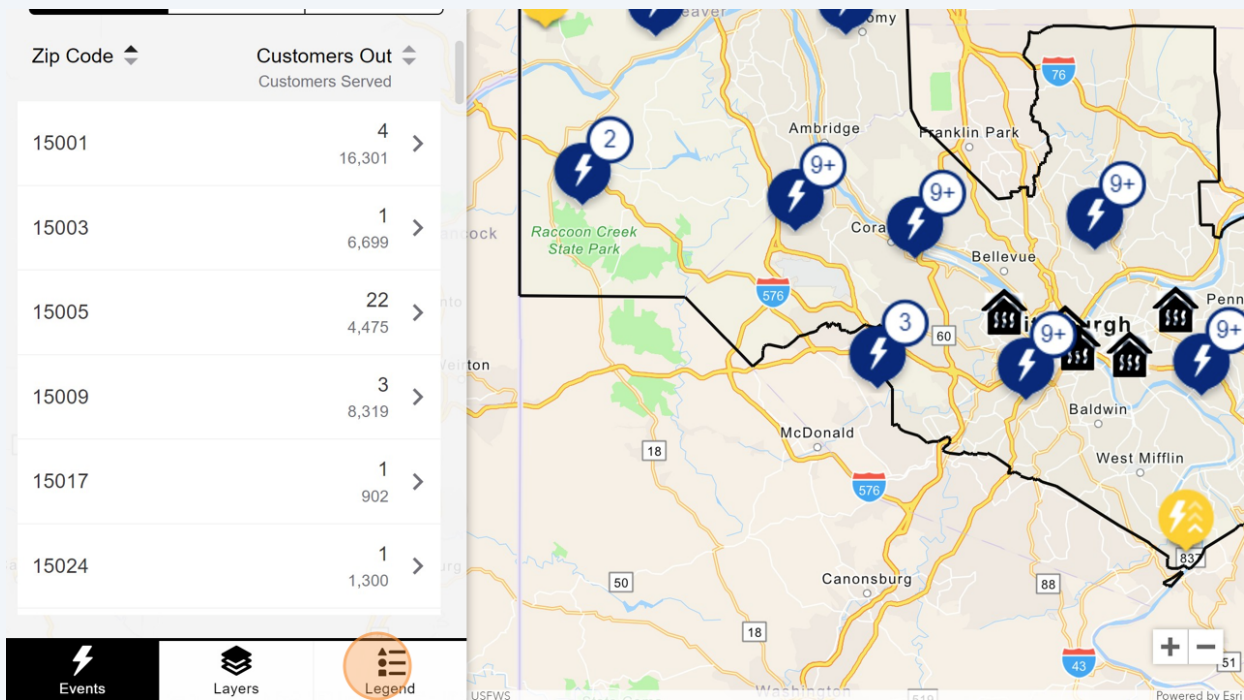 Zip Code
Customers Out
Customers Served
15001
4
16,301
15003
1
6,699
15005
22
4,475
15009
3
8,319
15017
1
902
15024
1
1,300
Events
Layers
Legend
76
Ambridge
Franklin Park
2
9+
9+
9+
Raccoon Creek
State Park
Bellevue
576
3
60
9+
9+
Baldwin
McDonald
18
West Mifflin
576
837
50
Canonsburg
88
18
43
51
Washington
USFWS
Powered by Esri